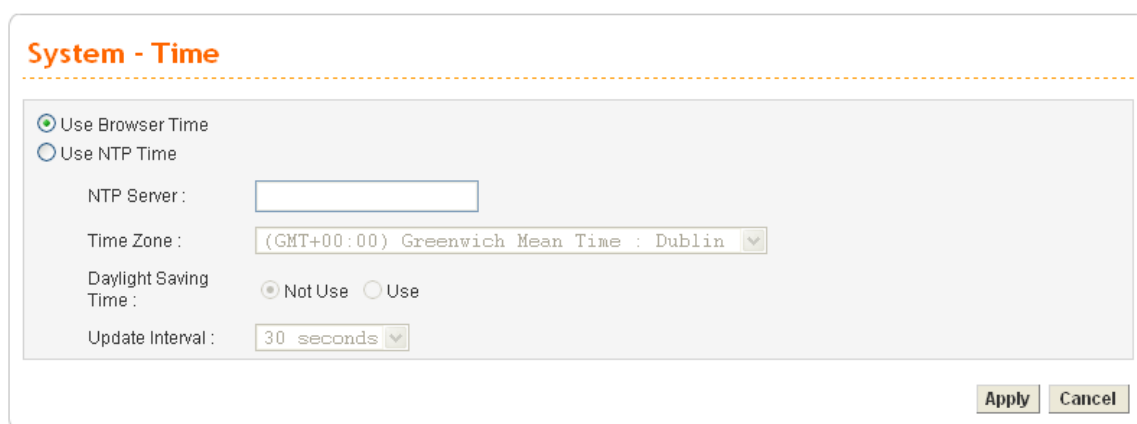 System - Time
Use Browser Time
Use NTP Time
NTP Server :
Time Zone : (GMT+00:00) Greenwich Mean Time : Dublin
Daylight Saving
Time : Not Use Use
Update Interval : 30 seconds
Apply Cancel